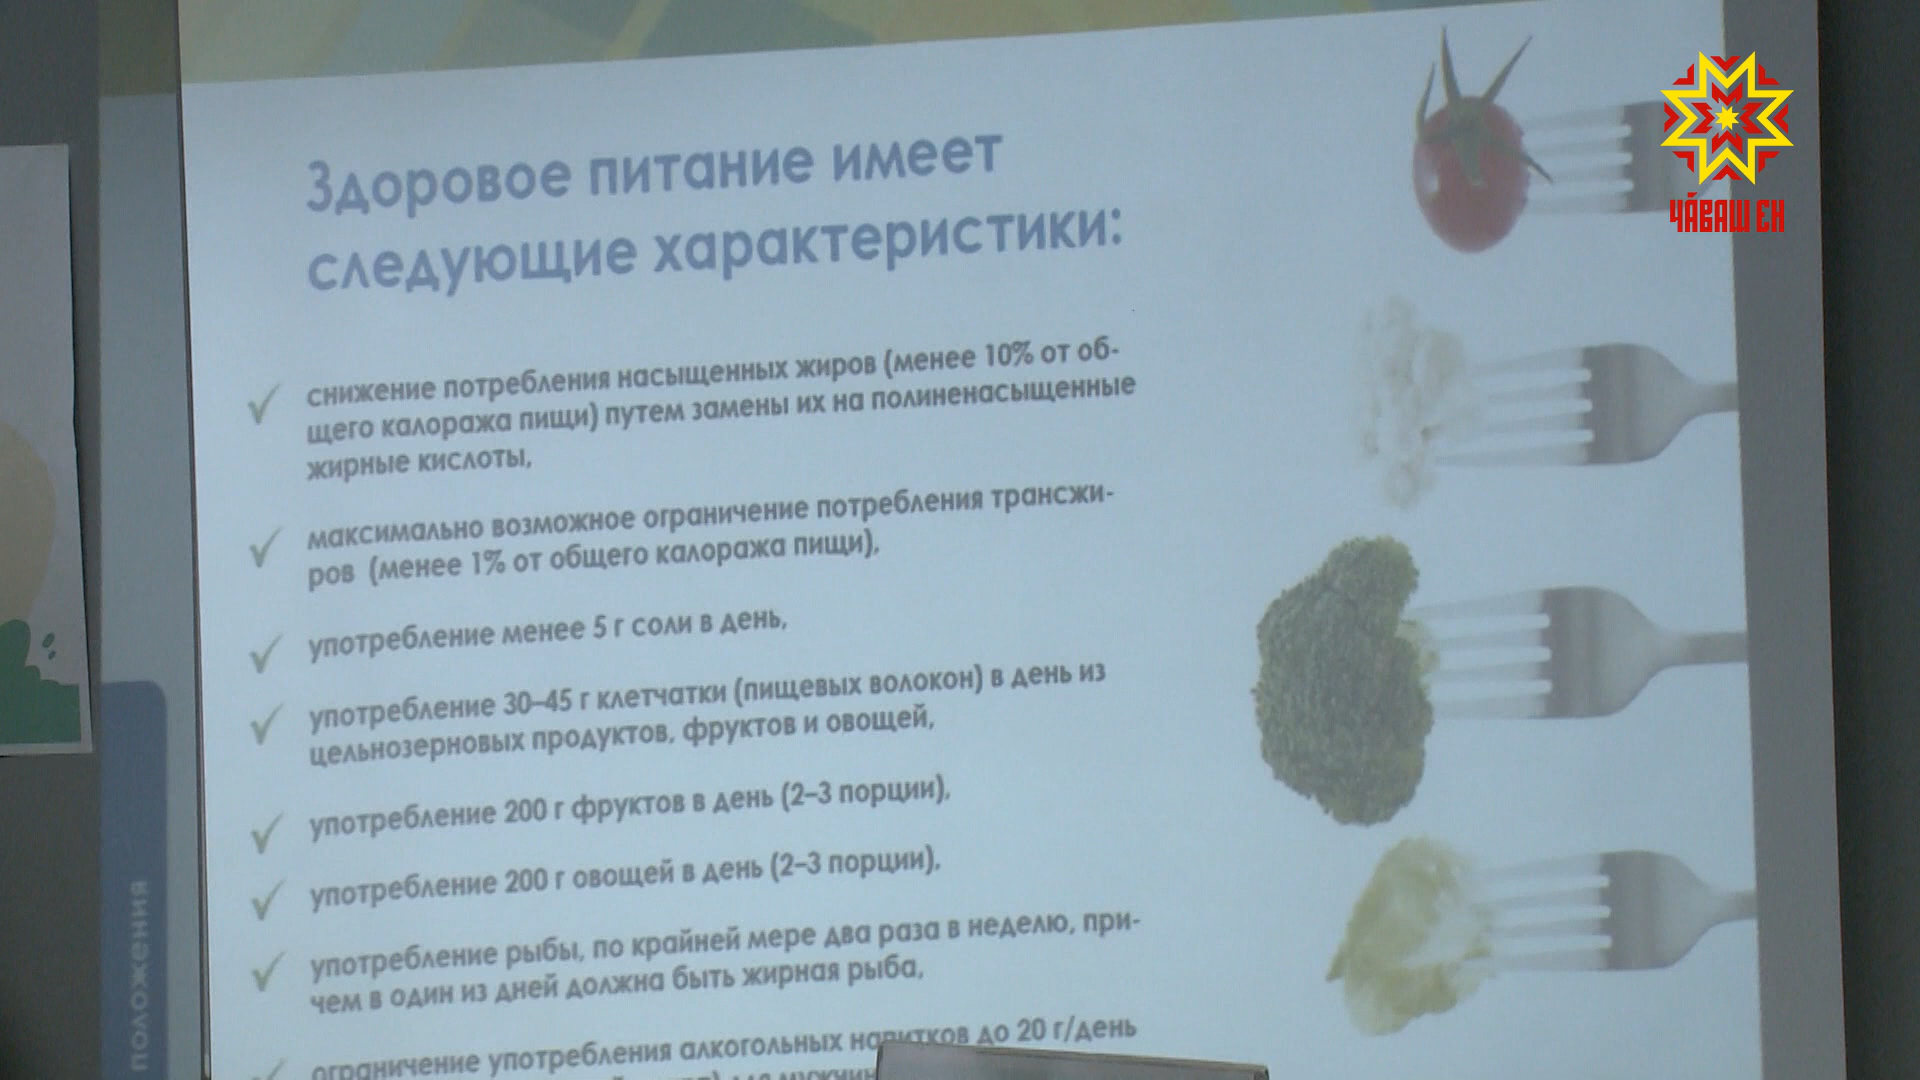 ЧӐВАШ ЕН
Здоровое питание имеет
следующие характеристики:
снижение потребления насыщенных жиров (менее 10% от об-
щего калоража пищи) путем замены их на полиненасыщенные
жирные кислоты,
максимально возможное ограничение потребления трансжи-
ров (менее 1% от общего калоража пищи),
употребление менее 5 г соли в день,
употребление 30–45 г клетчатки (пищевых волокон) в день из
цельнозерновых продуктов, фруктов и овощей,
употребление 200 г фруктов в день (2–3 порции),
употребление 200 г овощей в день (2–3 порции),
употребление рыбы, по крайней мере два раза в неделю, при-
чем в один из дней должна быть жирная рыба,
ограничение употребления алкогольных напитков до 20 г/день
положения